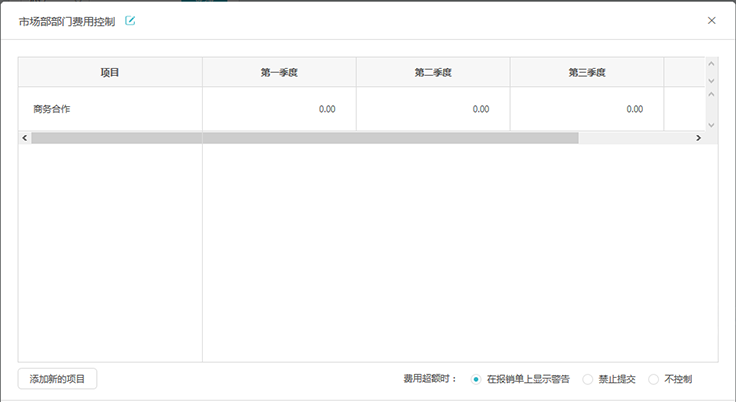 市场部部门费用控制
项目 第一季度 第二季度 第三季度
商务合作 0.00 0.00 0.00
添加新的项目 费用超额时： 在报销单上显示警告 禁止提交 不控制